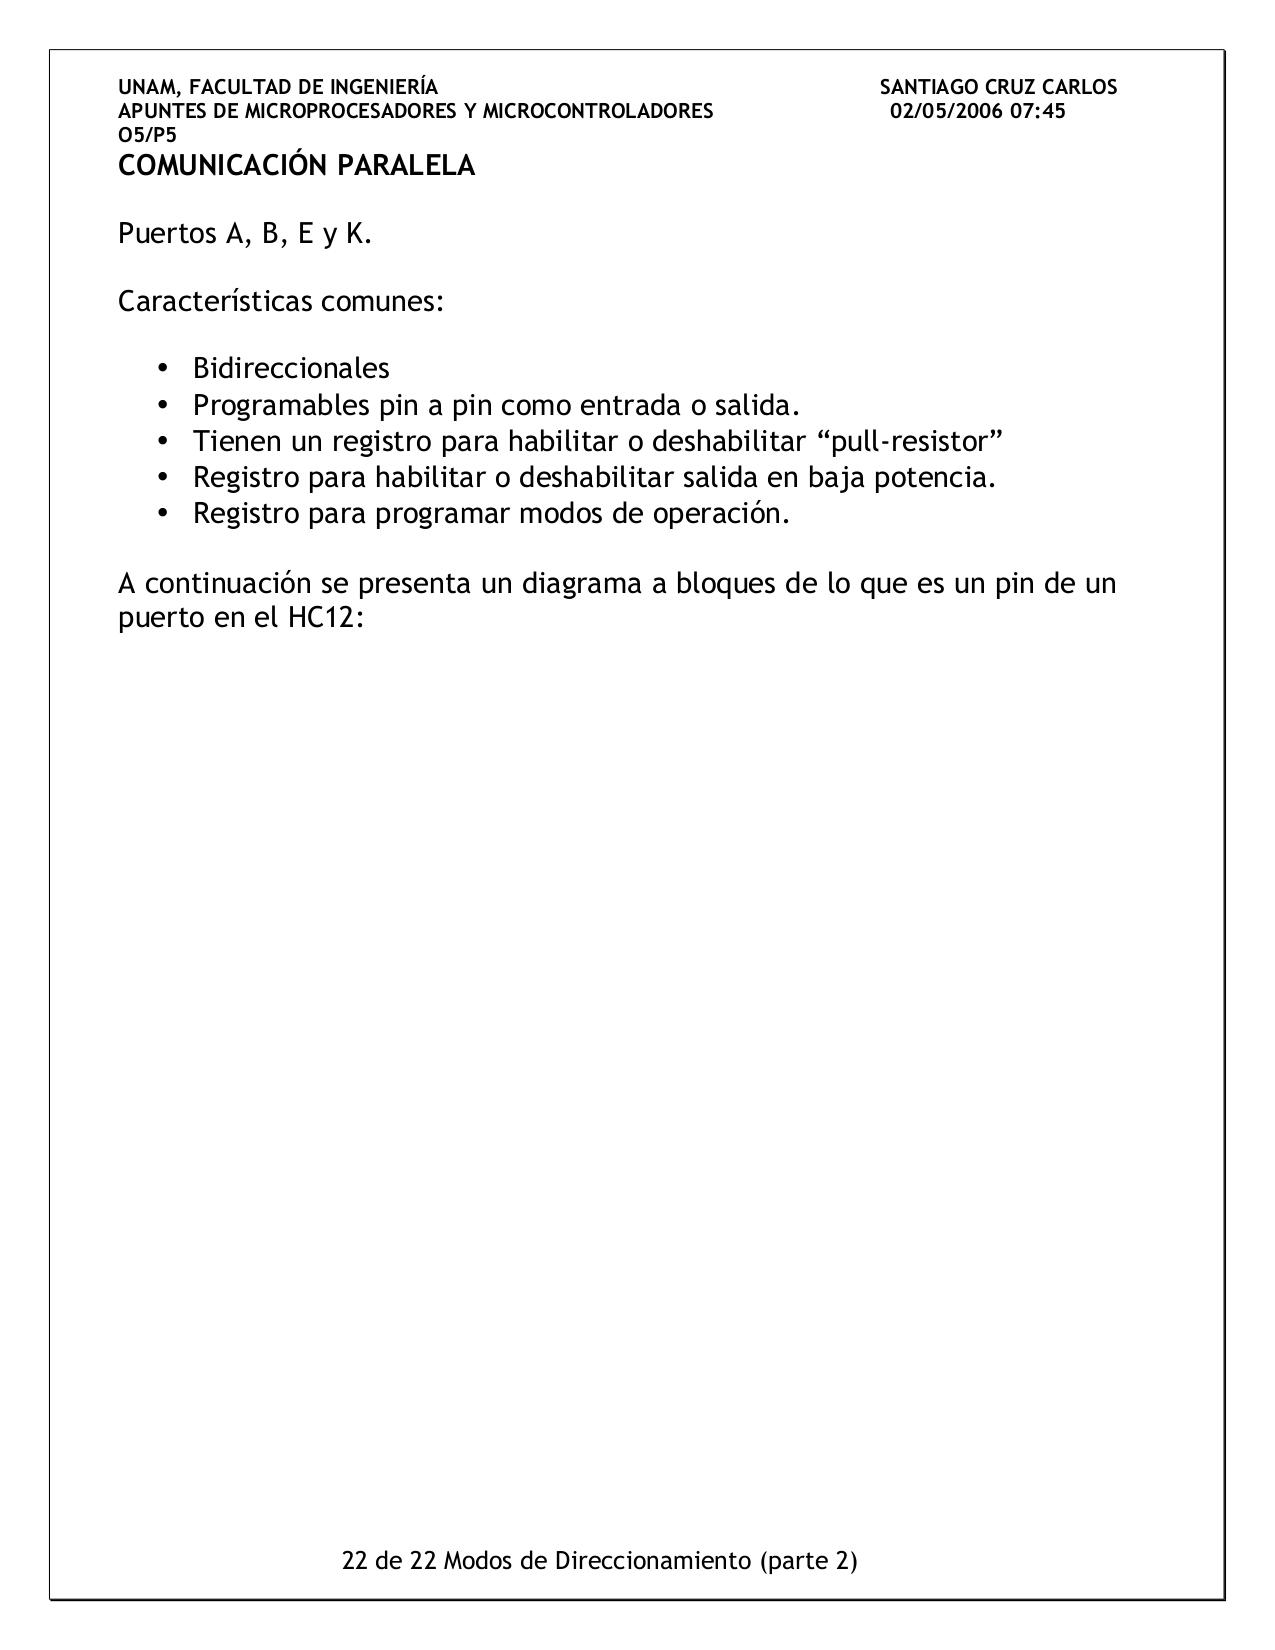 UNAM, FACULTAD DE INGENIERÍA SANTIAGO CRUZ CARLOS
APUNTES DE MICROPROCESADORES Y MICROCONTROLADORES 02/05/2006 07:45
O5/P5
COMUNICACIÓN PARALELA
Puertos A, B, E y K.
Características comunes:
• Bidireccionales
• Programables pin a pin como entrada o salida.
• Tienen un registro para habilitar o deshabilitar “pull-resistor”
• Registro para habilitar o deshabilitar salida en baja potencia.
• Registro para programar modos de operación.
A continuación se presenta un diagrama a bloques de lo que es un pin de un
puerto en el HC12:
22 de 22 Modos de Direccionamiento (parte 2)